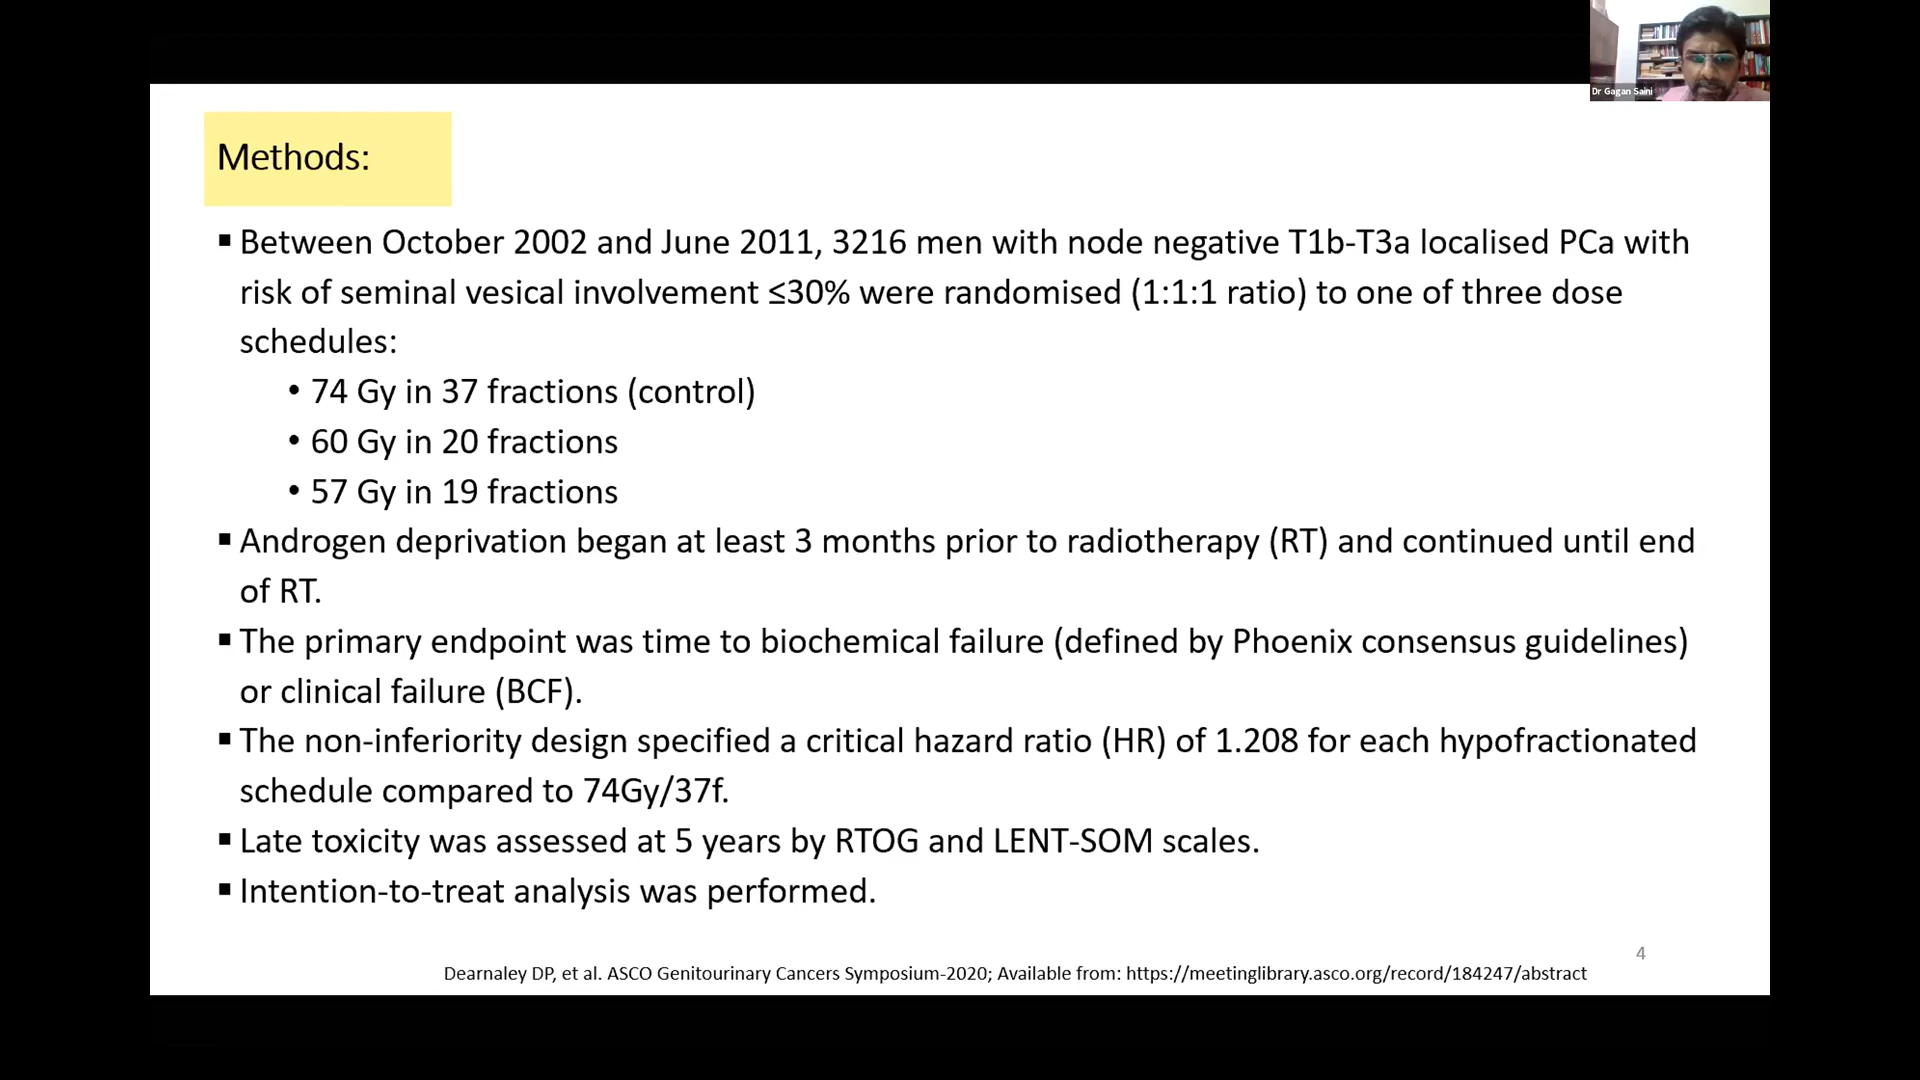 Dr Gagan Saini
Methods:
▪ Between October 2002 and June 2011, 3216 men with node negative T1b-T3a localised PCa with
risk of seminal vesical involvement ≤30% were randomised (1:1:1 ratio) to one of three dose
schedules:
• 74 Gy in 37 fractions (control)
• 60 Gy in 20 fractions
• 57 Gy in 19 fractions
▪ Androgen deprivation began at least 3 months prior to radiotherapy (RT) and continued until end
of RT.
▪ The primary endpoint was time to biochemical failure (defined by Phoenix consensus guidelines)
or clinical failure (BCF).
▪ The non-inferiority design specified a critical hazard ratio (HR) of 1.208 for each hypofractionated
schedule compared to 74Gy/37f.
▪ Late toxicity was assessed at 5 years by RTOG and LENT-SOM scales.
▪ Intention-to-treat analysis was performed.
4
Dearnaley DP, et al. ASCO Genitourinary Cancers Symposium-2020; Available from: https://meetinglibrary.asco.org/record/184247/abstract